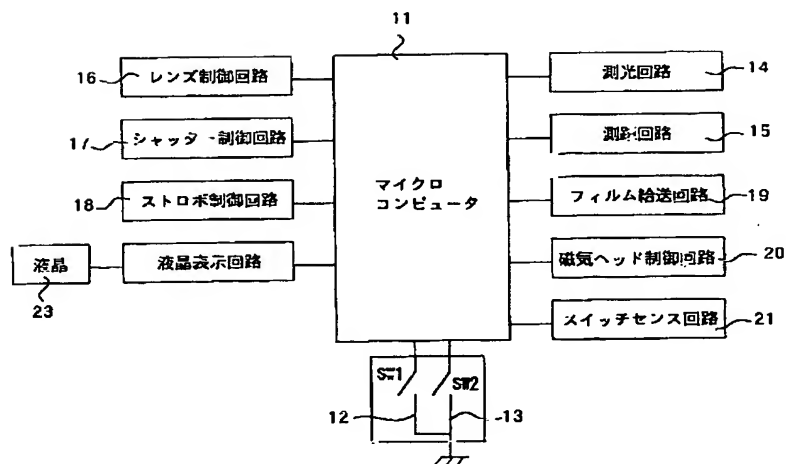 11
16 レンズ制御回路
17 シャッター制御回路
18 ストロボ制御回路
液晶
23
液晶表示回路
マイクロ
コンピュータ
測光回路 14
測距回路 15
フィルム給送回路 19
磁気ヘッド制御回路 20
スイッチセンス回路 21
SW1
SW2
12
13